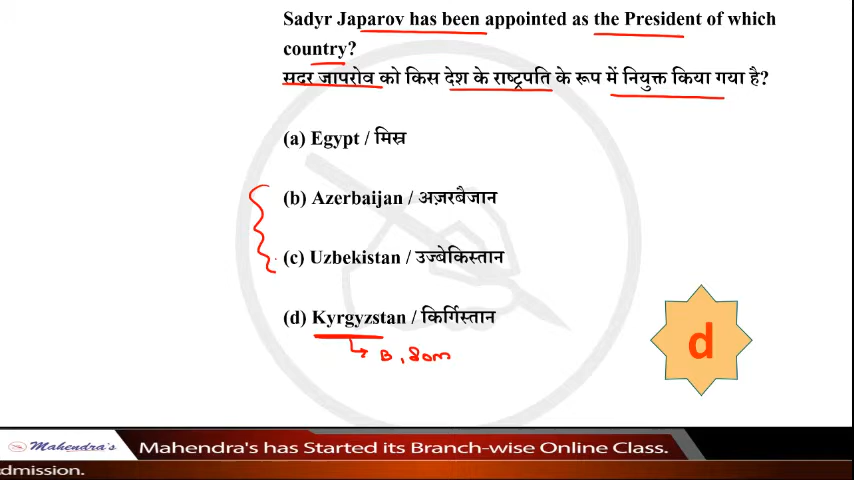 Sadyr Japarov has been appointed as the President of which
country?
सदर जापरोव को किस देश के राष्ट्रपति के रूप में नियुक्त किया गया है?
(a) Egypt / मिस्र
(b) Azerbaijan / अज़रबैजान
(c) Uzbekistan / उज्बेकिस्तान
(d) Kyrgyzstan / किर्गिस्तान
B, Som
d
Mahendra's
Mahendra's has Started its Branch-wise Online Class.
dmission.